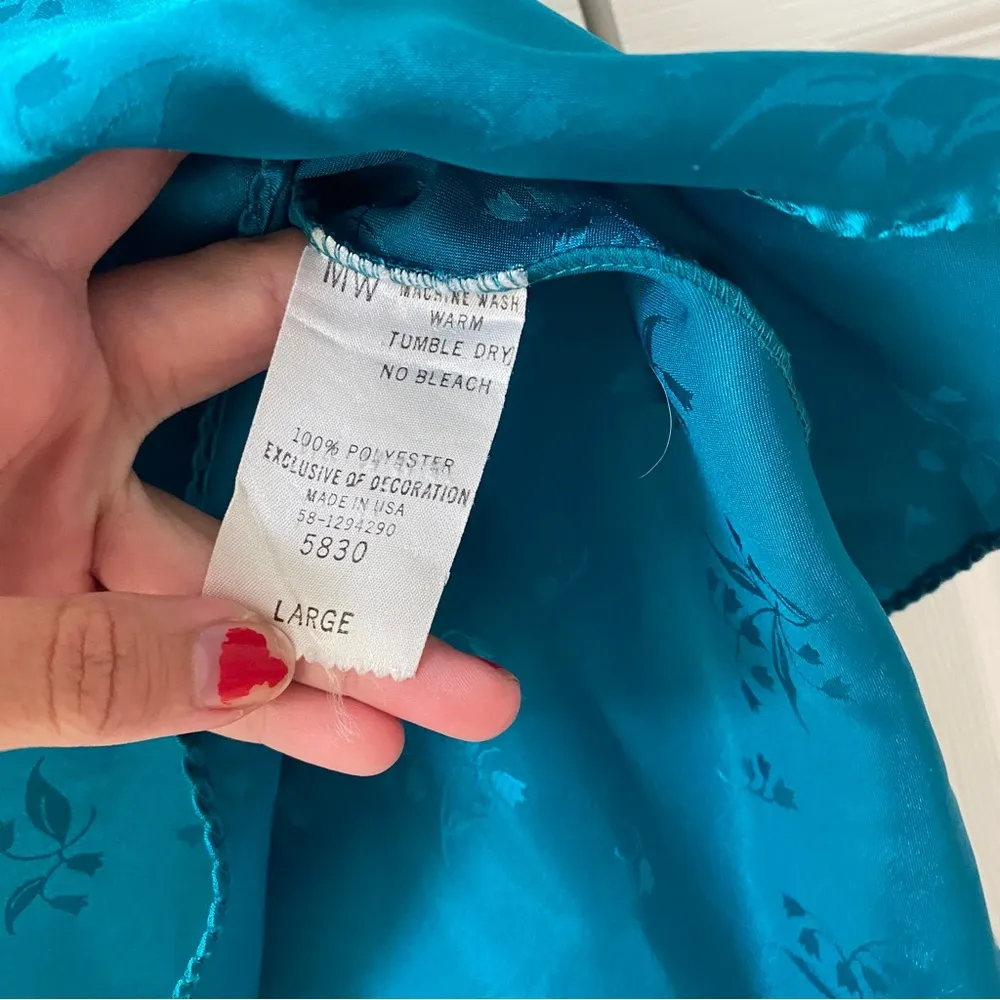 MW MACHINE WASH
WARM
TUMBLE DRY
NO BLEACH
100% POLYESTER
EXCLUSIVE OF DECORATION
MADE IN USA
58-1294290
5830
LARGE